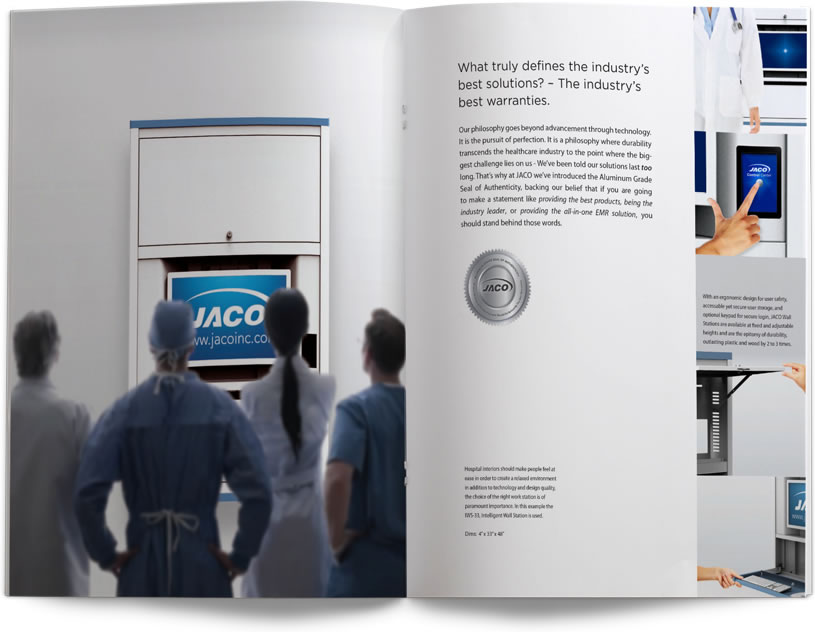 JACO
www.jacoinc.co
What truly defines the industry's
best solutions? – The industry's
best warranties.
Our philosophy goes beyond advancement through technology.
It is the pursuit of perfection. It is a philosophy where durability
transcends the healthcare industry to the point where the big-
gest challenge lies on us - We've been told our solutions last too
long. That's why at JACO we've introduced the Aluminum Grade
Seal of Authenticity, backing our belief that if you are going
to make a statement like providing the best products, being the
industry leader, or providing the all-in-one EMR solution, you
should stand behind those words.
JACO
Hospital interiors should make people feel at
ease in order to create a relaxed environment
in addition to technology and design quality,
the choice of the right work station is of
paramount importance. In this example the
IWS-33, Intelligent Wall Station is used.
Dims: 4" x 33" x 48"
JACO
Control Center
With an ergonomic design for user safety,
accessible yet secure user storage, and
optional keypad for secure login, JACO Wall
Stations are available at fixed and adjustable
heights and are the epitomy of durability,
outlasting plastic and wood by 2 to 3 times.
JA